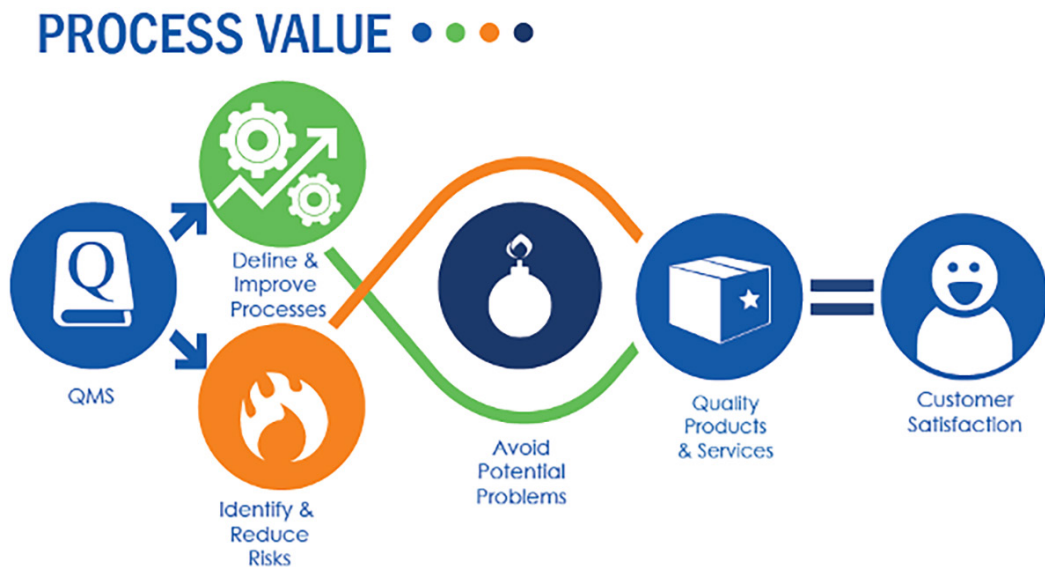 PROCESS VALUE
Q
QMS
Define &
Improve
Processes
Identify &
Reduce
Risks
Avoid
Potential
Problems
Quality
Products
& Services
Customer
Satisfaction